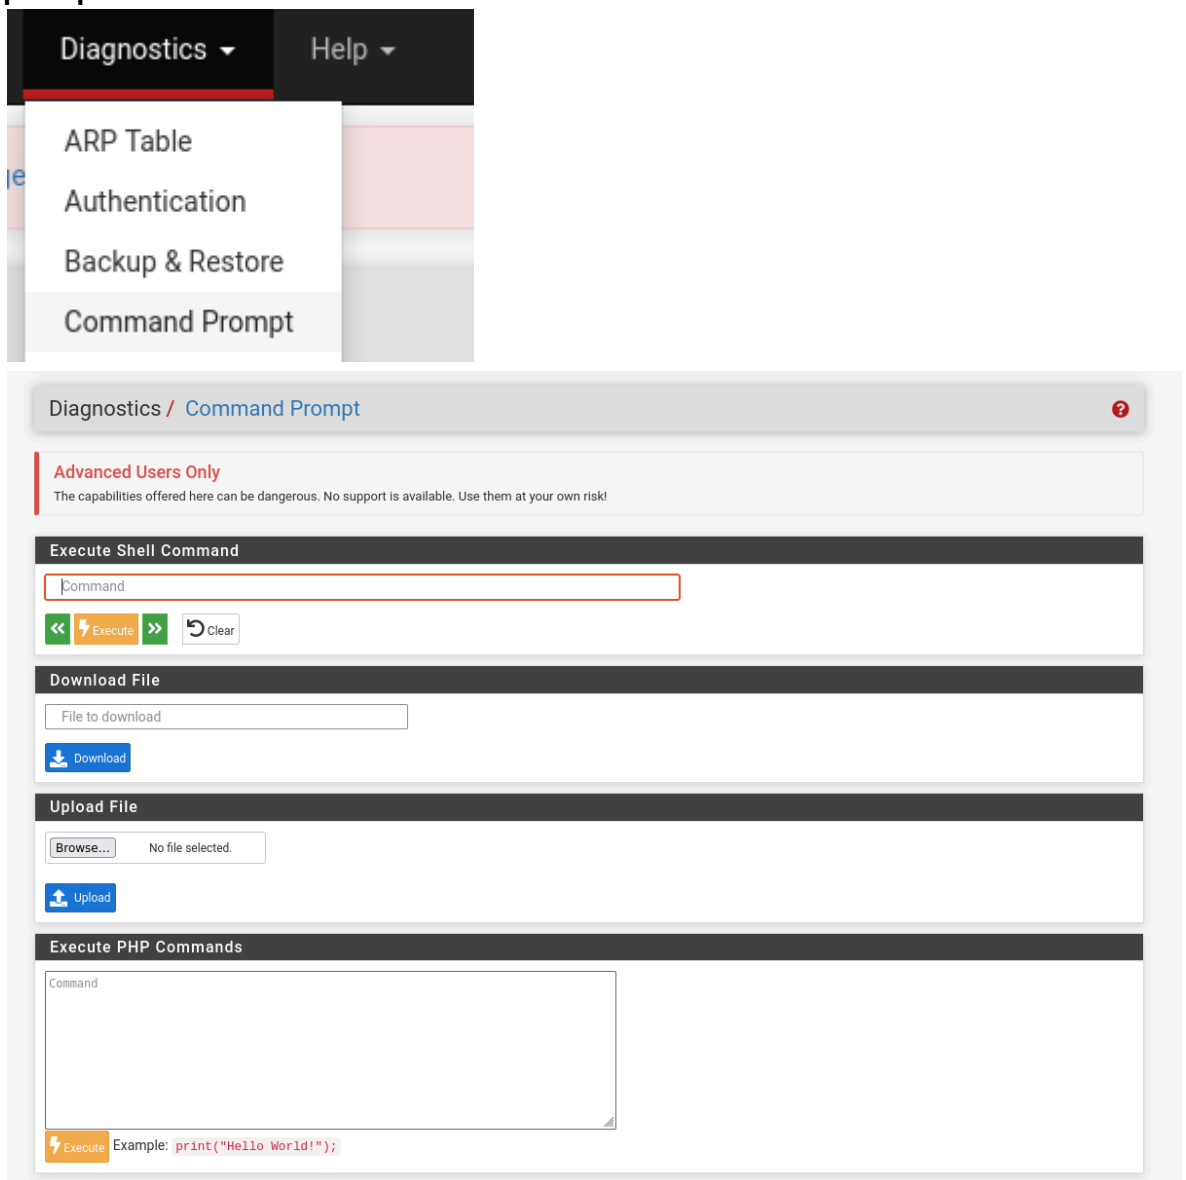 Diagnostics Help
ge
ARP Table
Authentication
Backup & Restore
Command Prompt
Diagnostics / Command Prompt
Advanced Users Only
The capabilities offered here can be dangerous. No support is available. Use them at your own risk!
Execute Shell Command
Command
Execute Clear
Download File
File to download
Download
Upload File
Browse... No file selected.
Upload
Execute PHP Commands
Command
Execute Example: print("Hello World!");